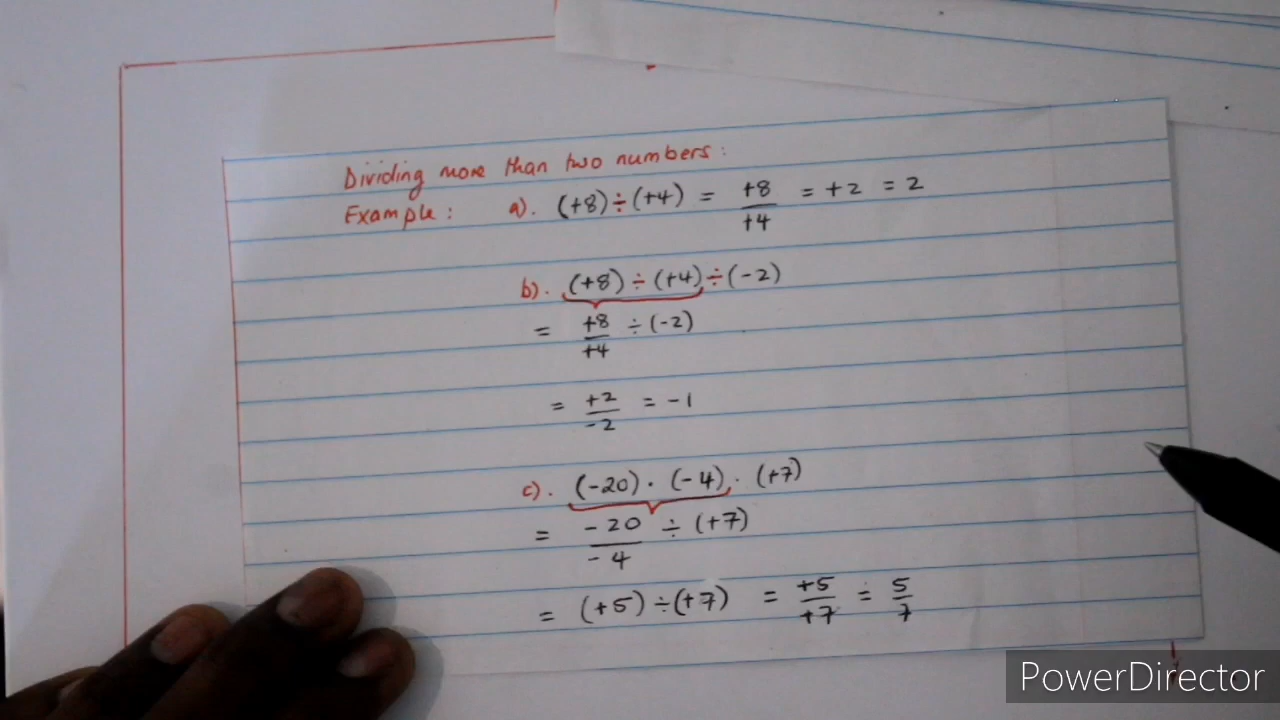 Dividing more than two numbers:
Example: a). (+8)÷(+4) = +8/+4 = +2 = 2
b). (+8) ÷ (+4) ÷ (-2)
= +8/+4 ÷ (-2)
= +2/-2 = -1
c). (-20) · (-4) · (+7)
= -20/-4 ÷ (+7)
= (+5) ÷ (+7) = +5/+7 = 5/7
PowerDirector